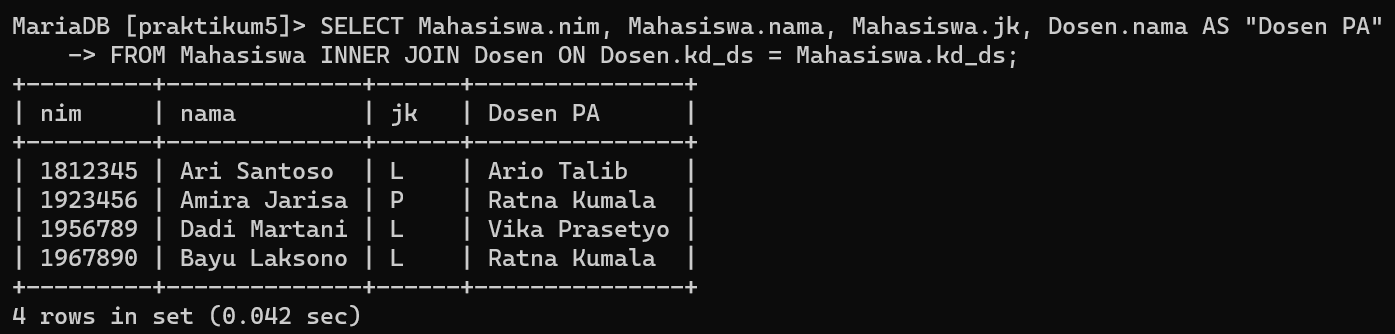 MariaDB [praktikum5]> SELECT Mahasiswa.nim, Mahasiswa.nama, Mahasiswa.jk, Dosen.nama AS "Dosen PA"
    -> FROM Mahasiswa INNER JOIN Dosen ON Dosen.kd_ds = Mahasiswa.kd_ds;
+---------+--------------+------+---------------+
| nim     | nama         | jk   | Dosen PA      |
+---------+--------------+------+---------------+
| 1812345 | Ari Santoso  | L    | Ario Talib    |
| 1923456 | Amira Jarisa | P    | Ratna Kumala  |
| 1956789 | Dadi Martani | L    | Vika Prasetyo |
| 1967890 | Bayu Laksono | L    | Ratna Kumala  |
+---------+--------------+------+---------------+
4 rows in set (0.042 sec)